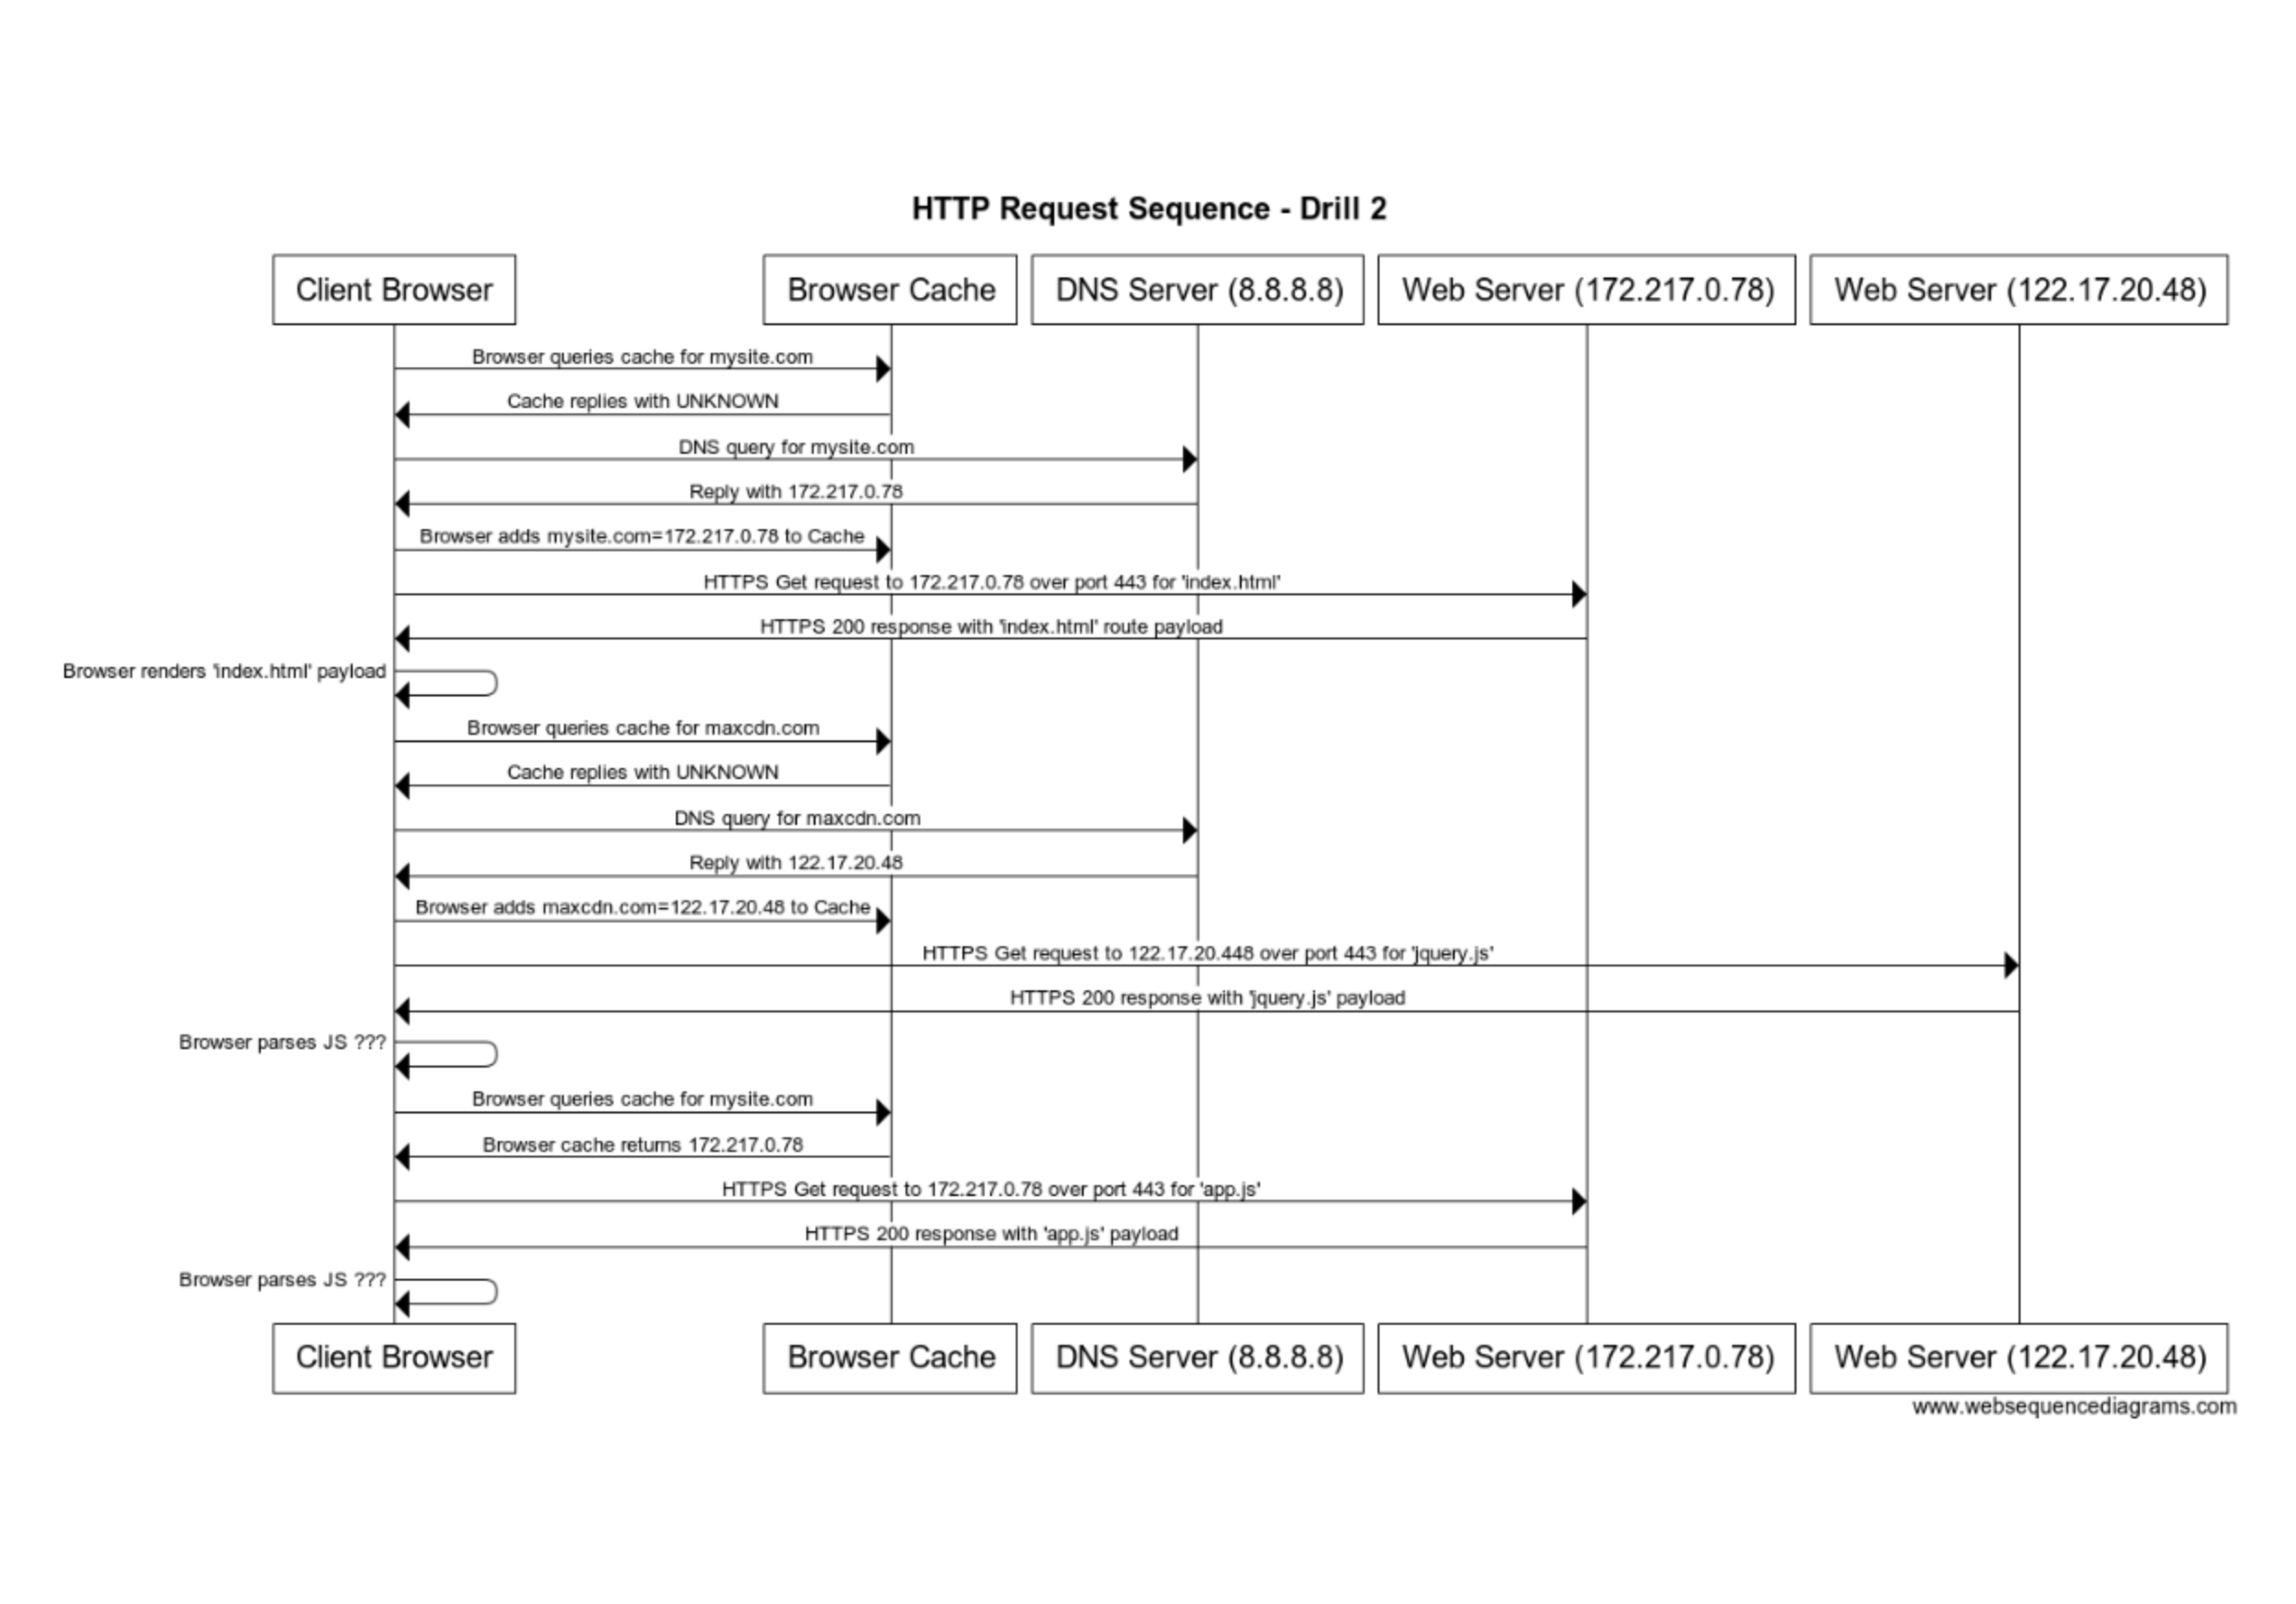 HTTP Request Sequence - Drill 2
Client Browser
Browser Cache
DNS Server (8.8.8.8)
Web Server (172.217.0.78)
Web Server (122.17.20.48)
Browser queries cache for mysite.com
Cache replies with UNKNOWN
DNS query for mysite.com
Reply with 172.217.0.78
Browser adds mysite.com=172.217.0.78 to Cache
HTTPS Get request to 172.217.0.78 over port 443 for 'index.html'
HTTPS 200 response with 'index.html' route payload
Browser renders 'index.html' payload
Browser queries cache for maxcdn.com
Cache replies with UNKNOWN
DNS query for maxcdn.com
Reply with 122.17.20.48
Browser adds maxcdn.com=122.17.20.48 to Cache
HTTPS Get request to 122.17.20.448 over port 443 for 'jquery.js'
HTTPS 200 response with 'jquery.js' payload
Browser parses JS ???
Browser queries cache for mysite.com
Browser cache returns 172.217.0.78
HTTPS Get request to 172.217.0.78 over port 443 for 'app.js'
HTTPS 200 response with 'app.js' payload
Browser parses JS ???
Client Browser
Browser Cache
DNS Server (8.8.8.8)
Web Server (172.217.0.78)
Web Server (122.17.20.48)
www.websequencediagrams.com